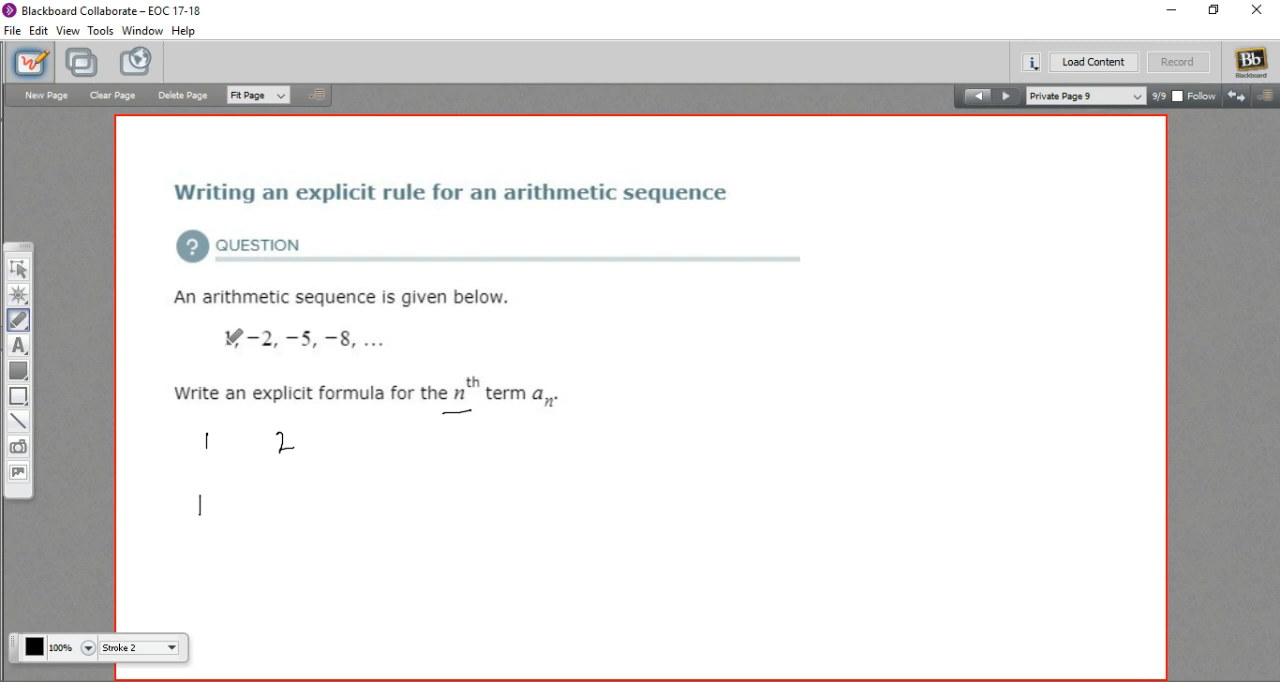 Blackboard Collaborate – EOC 17-18
File Edit View Tools Window Help
Load Content Record
Bb
Blackboard
New Page Clear Page Delete Page Fit Page
Private Page 9 9/9 Follow
Writing an explicit rule for an arithmetic sequence
? QUESTION
An arithmetic sequence is given below.
1, −2, −5, −8, ...
Write an explicit formula for the nth term an.
1 2
1
A
100% Stroke 2